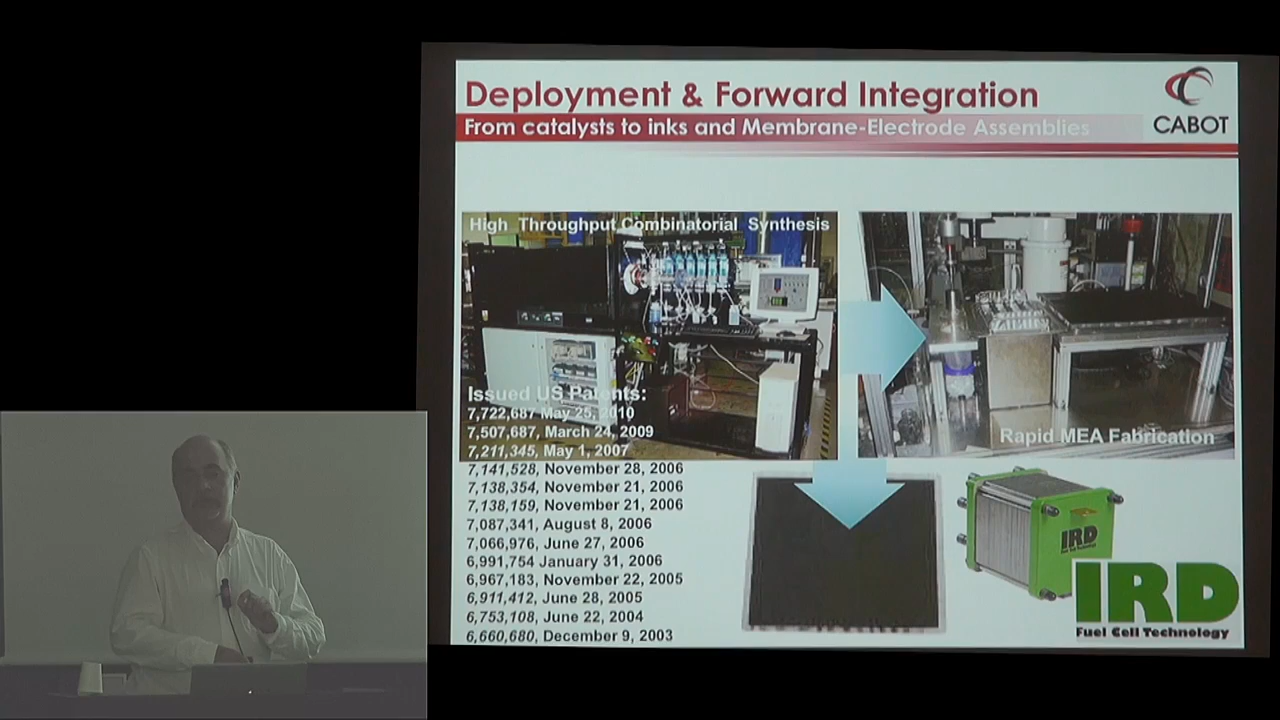 Deployment & Forward Integration
From catalysts to inks and Membrane-Electrode Assemblies
CABOT
High Throughput Combinatorial Synthesis
Issued US Patents:
7,722,687 May 25, 2010
7,507,687, March 24, 2009
7,211,345, May 1, 2007
7,141,528, November 28, 2006
7,138,354, November 21, 2006
7,138,159, November 21, 2006
7,087,341, August 8, 2006
7,066,976, June 27, 2006
6,991,754 January 31, 2006
6,967,183, November 22, 2005
6,911,412, June 28, 2005
6,753,108, June 22, 2004
6,660,680, December 9, 2003
Rapid MEA Fabrication
IRD
Fuel Cell Technology
IRD
Fuel Cell Technology